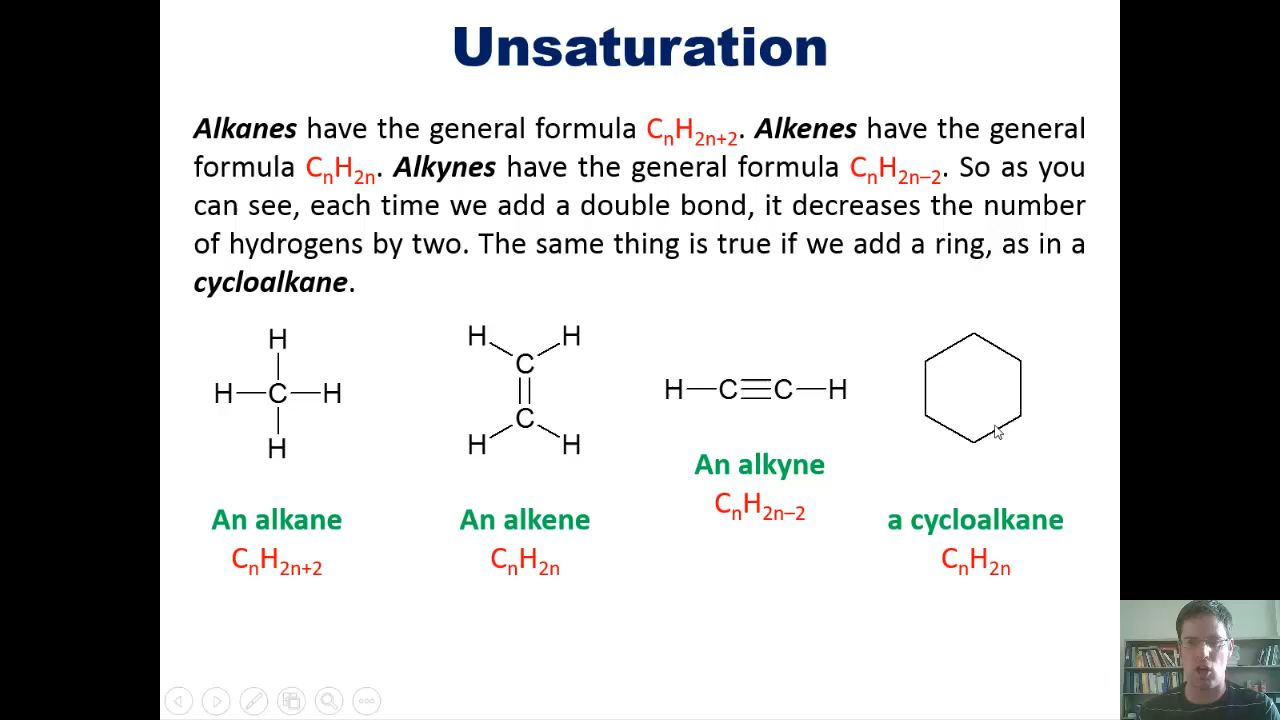 Unsaturation
Alkanes have the general formula CnH2n+2. Alkenes have the general
formula CnH2n. Alkynes have the general formula CnH2n–2. So as you
can see, each time we add a double bond, it decreases the number
of hydrogens by two. The same thing is true if we add a ring, as in a
cycloalkane.
H
H C H
H
H H
C
C
H H
H C C H
An alkane
CnH2n+2
An alkene
CnH2n
An alkyne
CnH2n–2
a cycloalkane
CnH2n